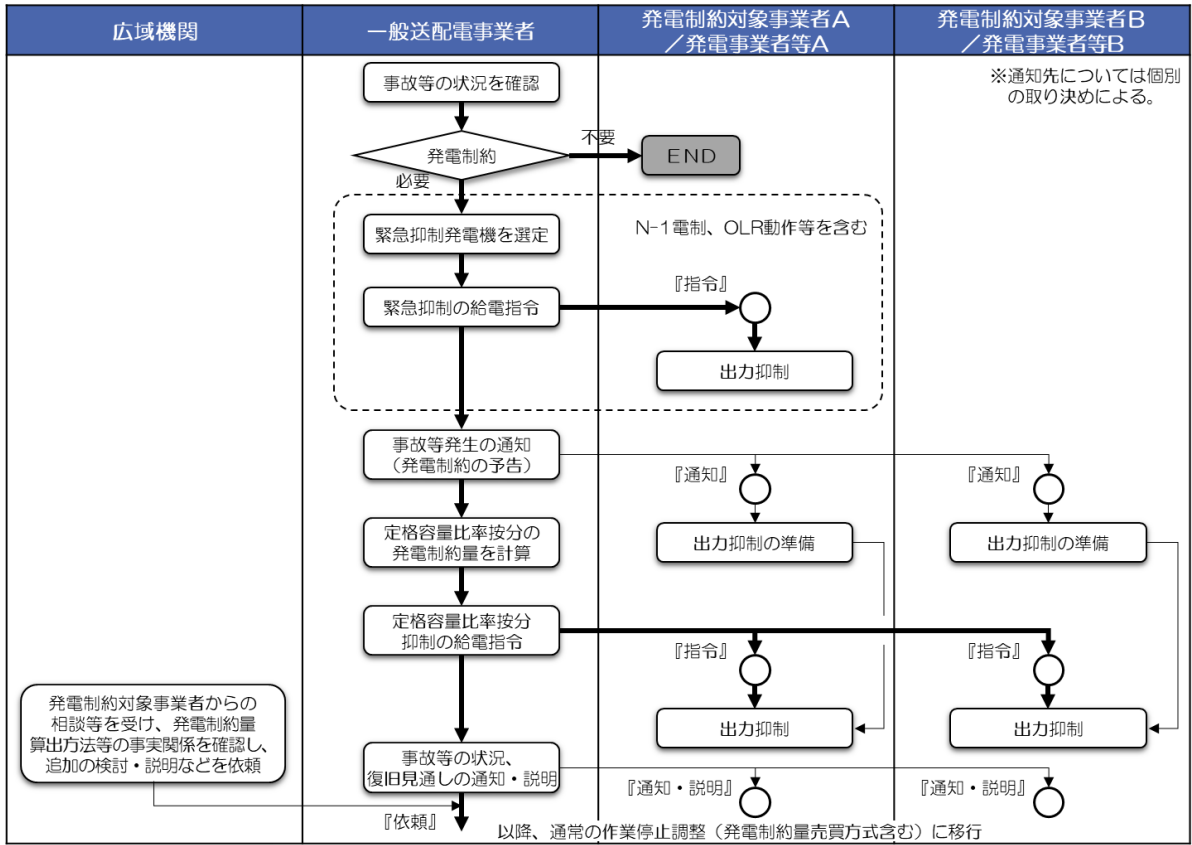 広域機関
一般送配電事業者
発電制約対象事業者A
／発電事業者等A
発電制約対象事業者B
／発電事業者等B
事故等の状況を確認
※通知先については個別
の取り決めによる。
不要
発電制約
END
必要
緊急抑制発電機を選定
N-1電制、OLR動作等を含む
『指令』
緊急抑制の給電指令
出力抑制
事故等発生の通知
（発電制約の予告）
『通知』
『通知』
定格容量比率按分の
発電制約量を計算
出力抑制の準備
出力抑制の準備
定格容量比率按分
抑制の給電指令
『指令』
『指令』
発電制約対象事業者からの
相談等を受け、発電制約量
算出方法等の事実関係を確認し、
追加の検討・説明などを依頼
出力抑制
出力抑制
事故等の状況、
復旧見通しの通知・説明
『通知・説明』
『通知・説明』
『依頼』
以降、通常の作業停止調整（発電制約量売買方式含む）に移行